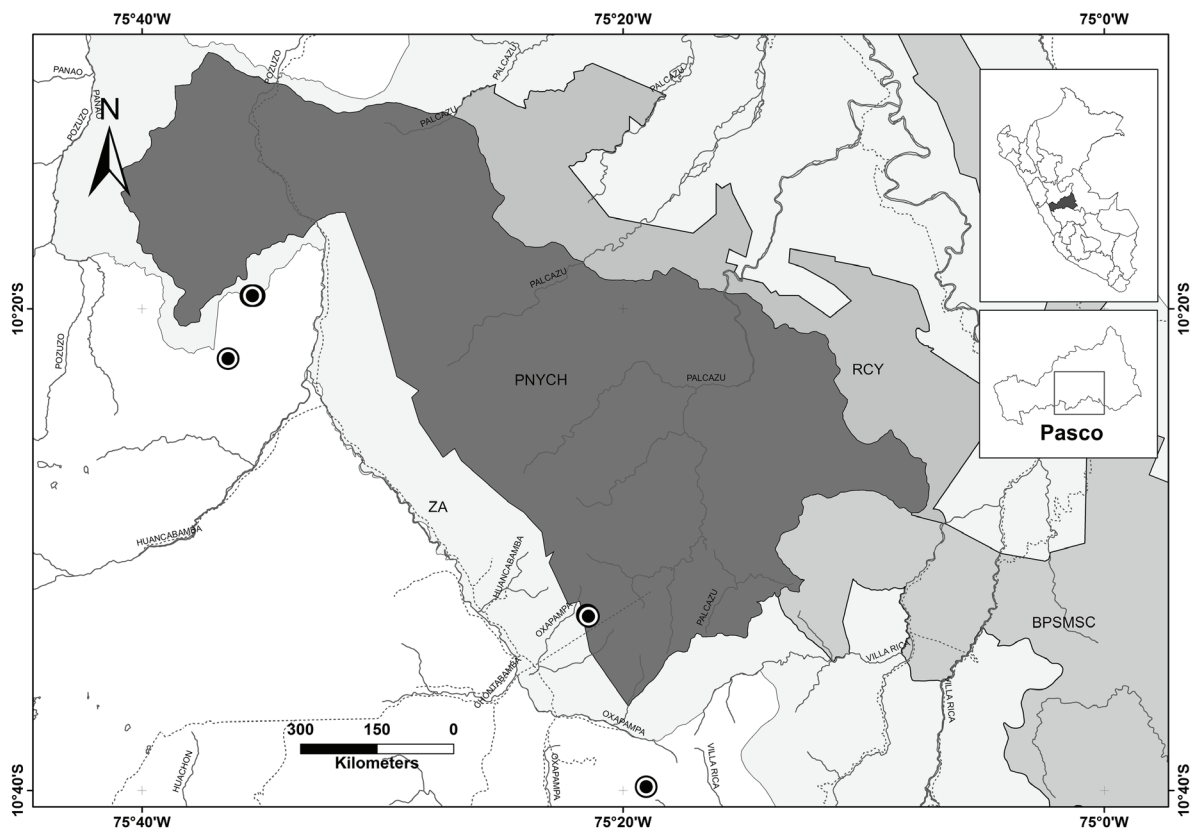 75°40'W 75°20'W 75°0'W
PANAO
PANAO
POZUZO
POZUZO
PALCAZU
PALCAZU
PALCAZU
N
10°20'S
10°20'S
PALCAZU
POZUZO
PNYCH
PALCAZU
RCY
Pasco
ZA
HUANCABAMBA
HUANCABAMBA
OXAPAMPA
PALCAZU
BPSMSC
VILLA RICA
CHONTABAMBA
VILLA RICA
OXAPAMPA
300 150 0
Kilometers
HUACHON
OXAPAMPA
VILLA RICA
10°40'S
10°40'S
75°40'W 75°20'W 75°0'W